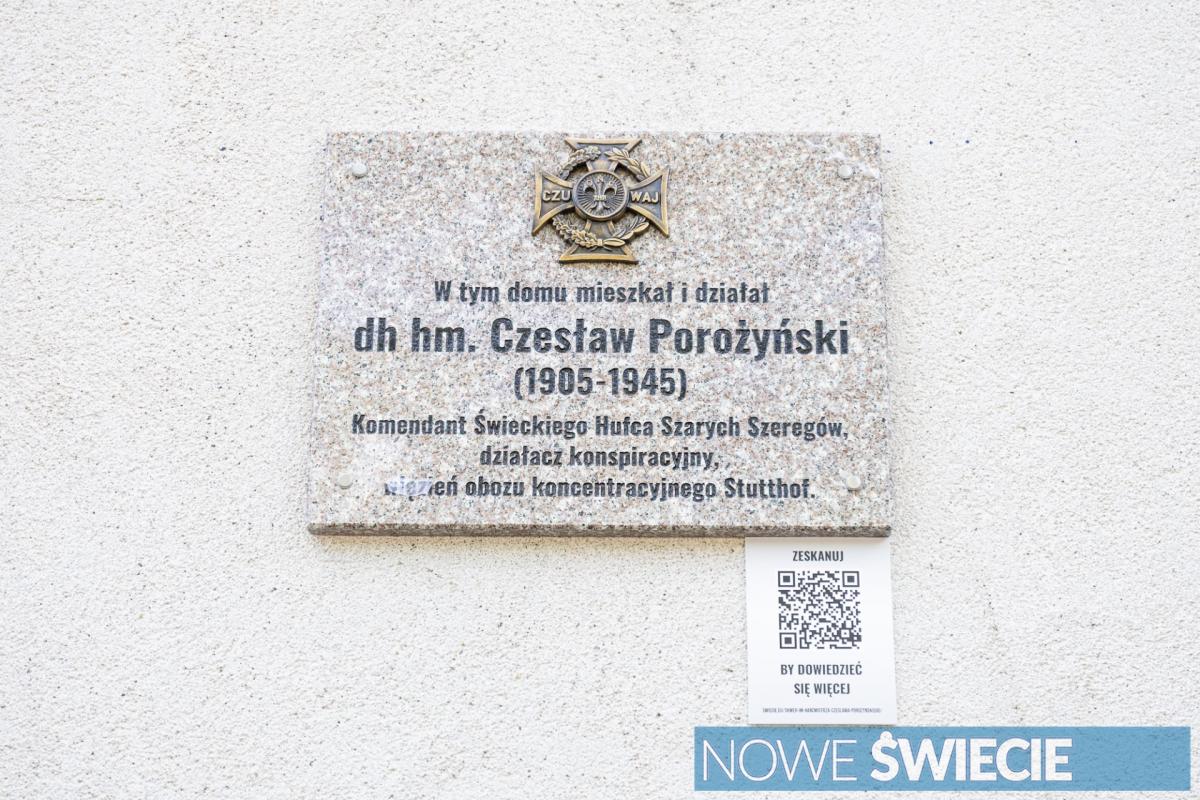 CZU WAJ
W tym domu mieszkał i działał
dh hm. Czesław Porożyński
(1905-1945)
Komendant Świeckiego Hufca Szarych Szeregów,
działacz konspiracyjny,
więzień obozu koncentracyjnego Stutthof.
ZESKANUJ
BY DOWIEDZIEĆ
SIĘ WIĘCEJ
NOWE ŚWIECIE